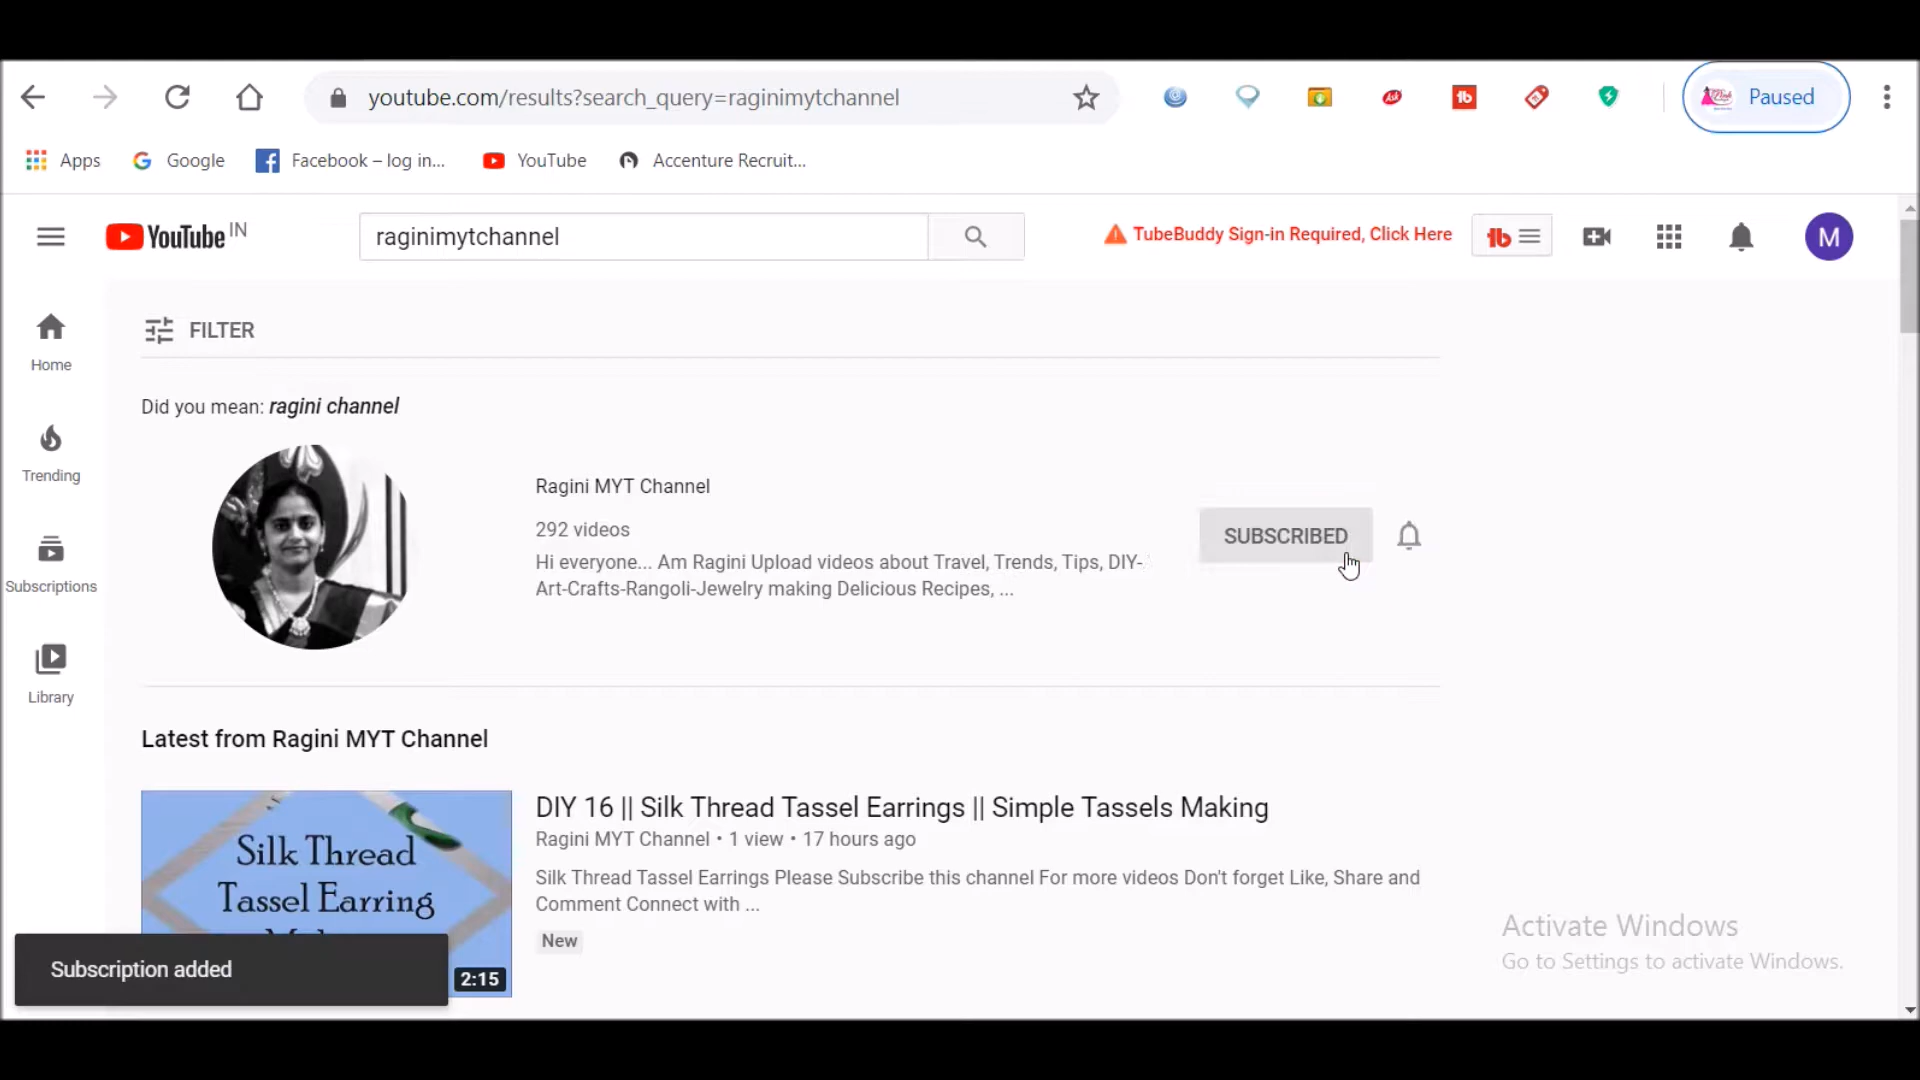 youtube.com/results?search_query=raginimytchannel
Paused
Apps
Google
Facebook – log in...
YouTube
Accenture Recruit...
YouTube IN
raginimytchannel
TubeBuddy Sign-in Required, Click Here
M
FILTER
Home
Did you mean: ragini channel
Trending
Ragini MYT Channel
292 videos
Hi everyone... Am Ragini Upload videos about Travel, Trends, Tips, DIY-
Art-Crafts-Rangoli-Jewelry making Delicious Recipes, ...
SUBSCRIBED
Subscriptions
Library
Latest from Ragini MYT Channel
DIY 16 || Silk Thread Tassel Earrings || Simple Tassels Making
Ragini MYT Channel • 1 view • 17 hours ago
Silk Thread Tassel Earrings Please Subscribe this channel For more videos Don't forget Like, Share and
Comment Connect with ...
New
Silk Thread
Tassel Earring
2:15
Subscription added
Activate Windows
Go to Settings to activate Windows.